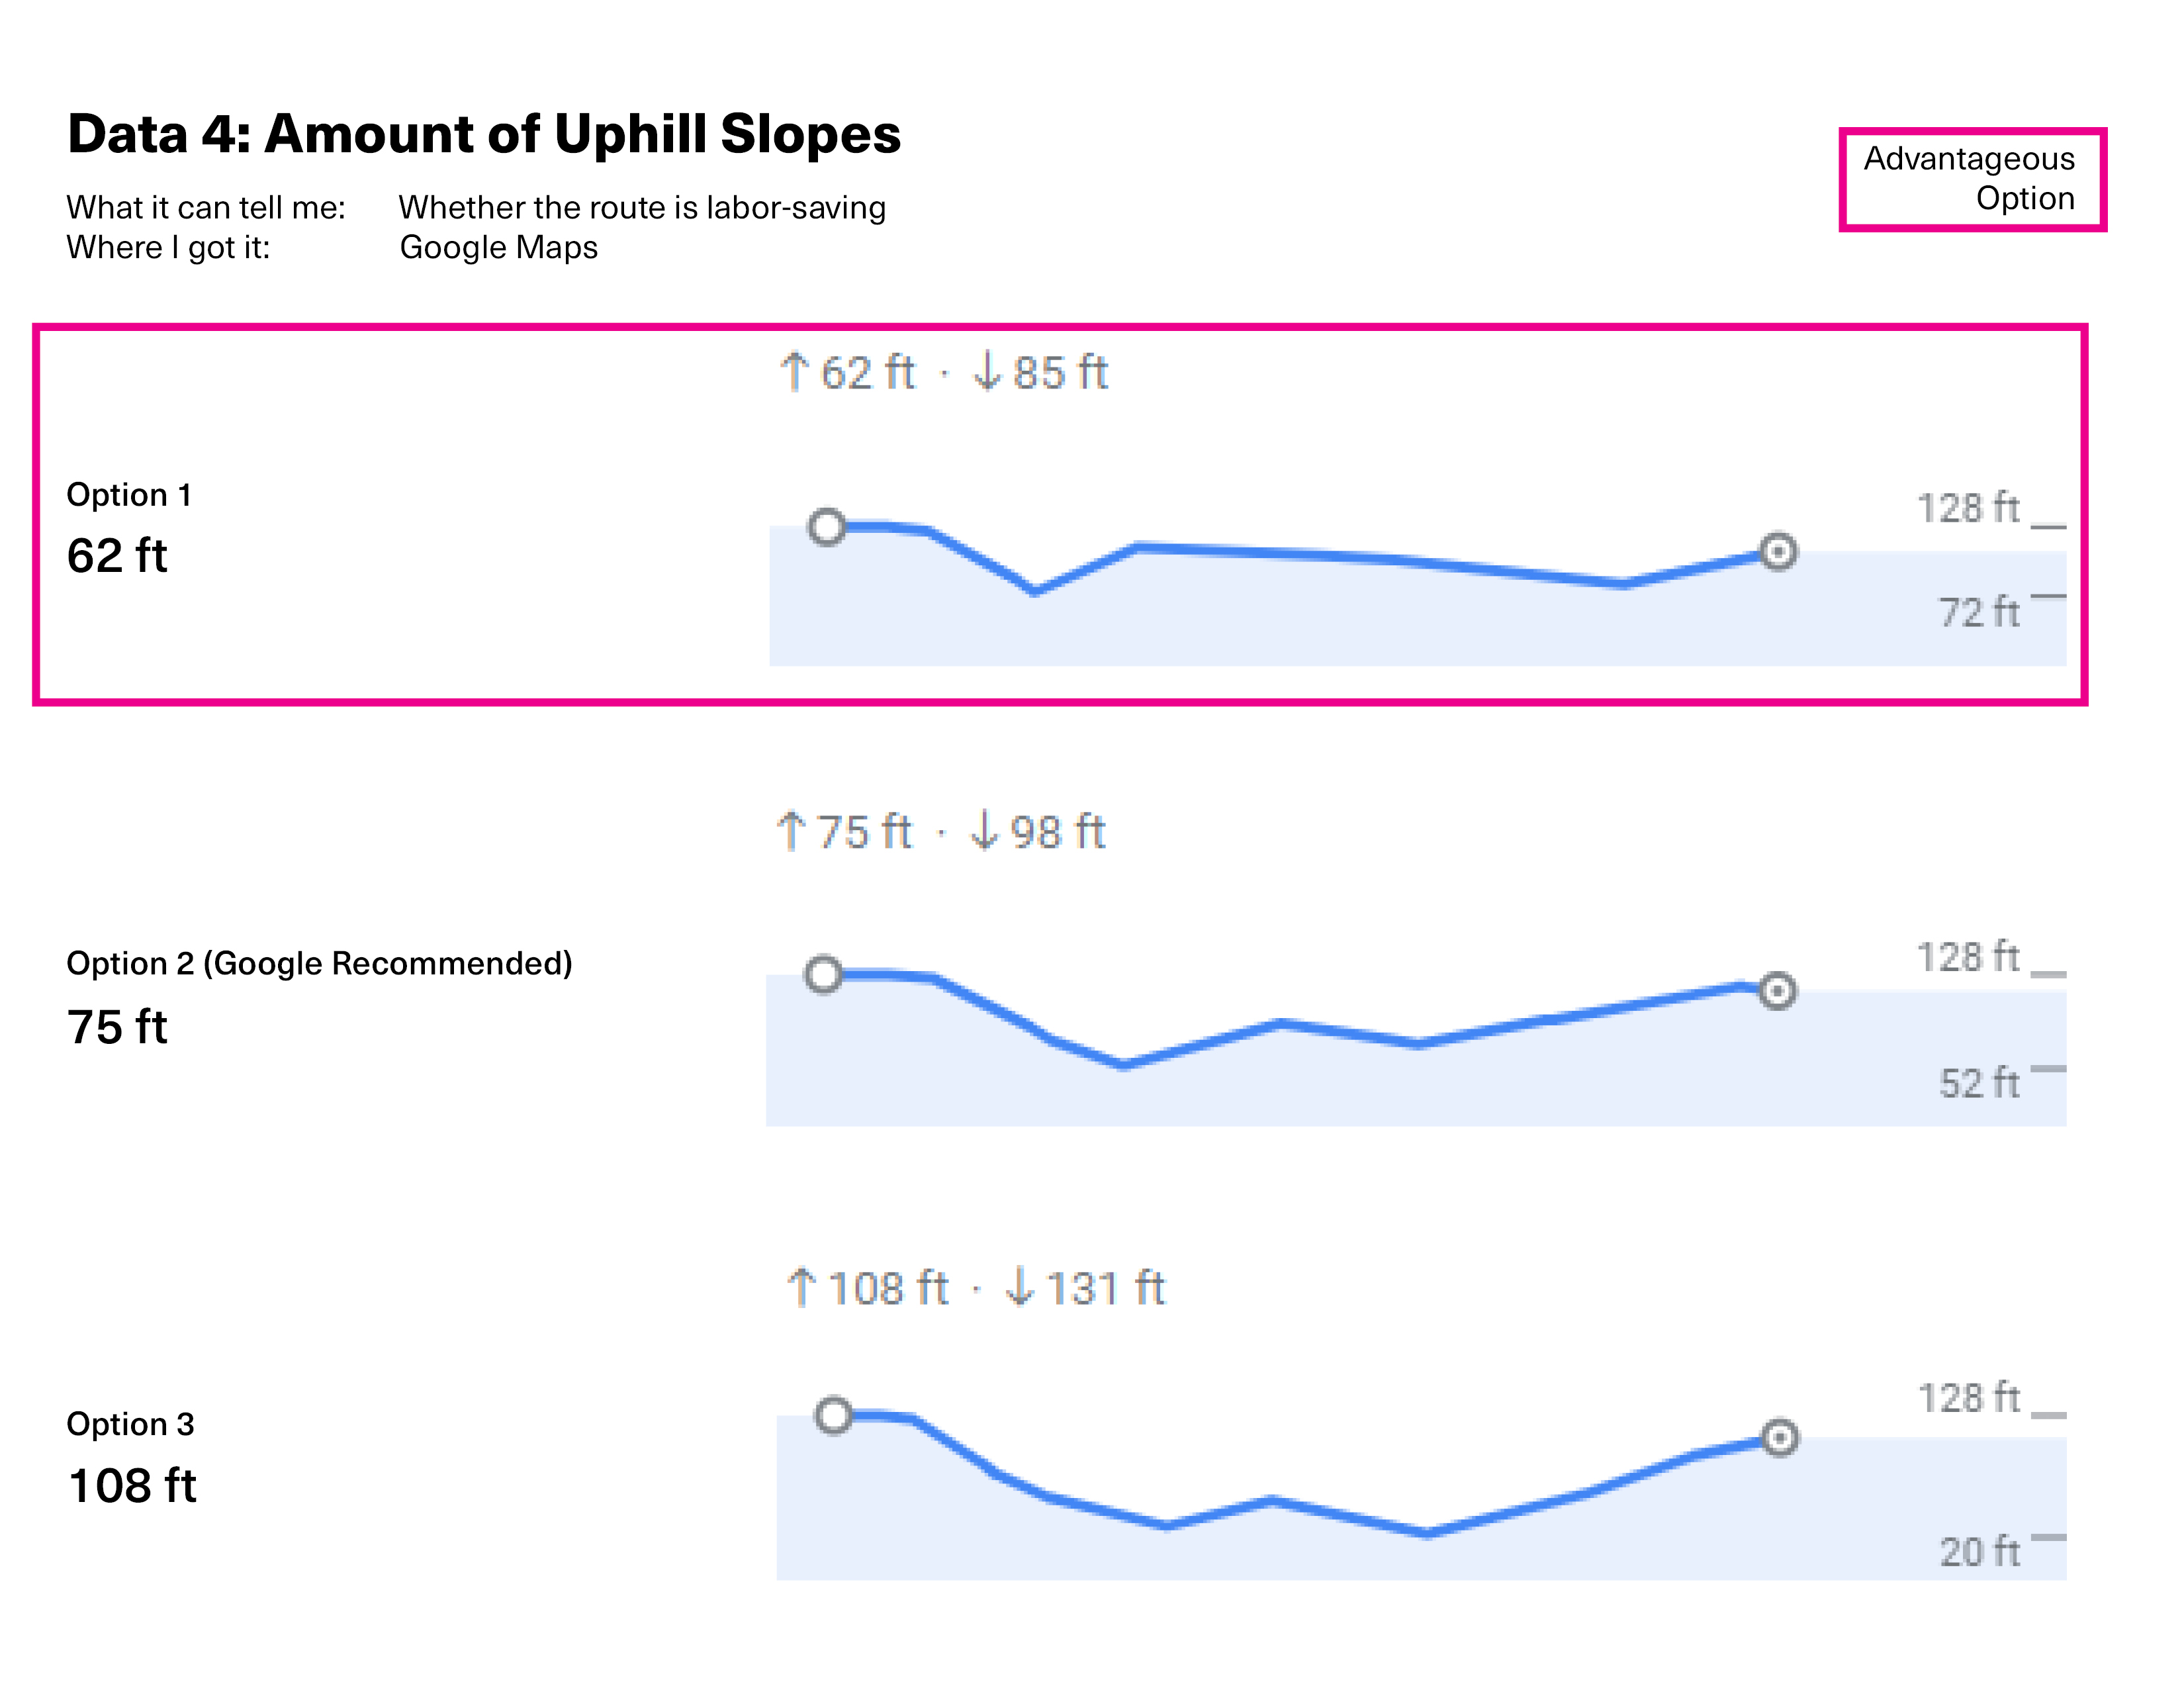 Data 4: Amount of Uphill Slopes
What it can tell me: Whether the route is labor-saving
Where I got it: Google Maps
Advantageous
Option
↑ 62 ft · ↓ 85 ft
Option 1
62 ft
128 ft
72 ft
↑ 75 ft · ↓ 98 ft
Option 2 (Google Recommended)
75 ft
128 ft
52 ft
↑ 108 ft · ↓ 131 ft
Option 3
108 ft
128 ft
20 ft